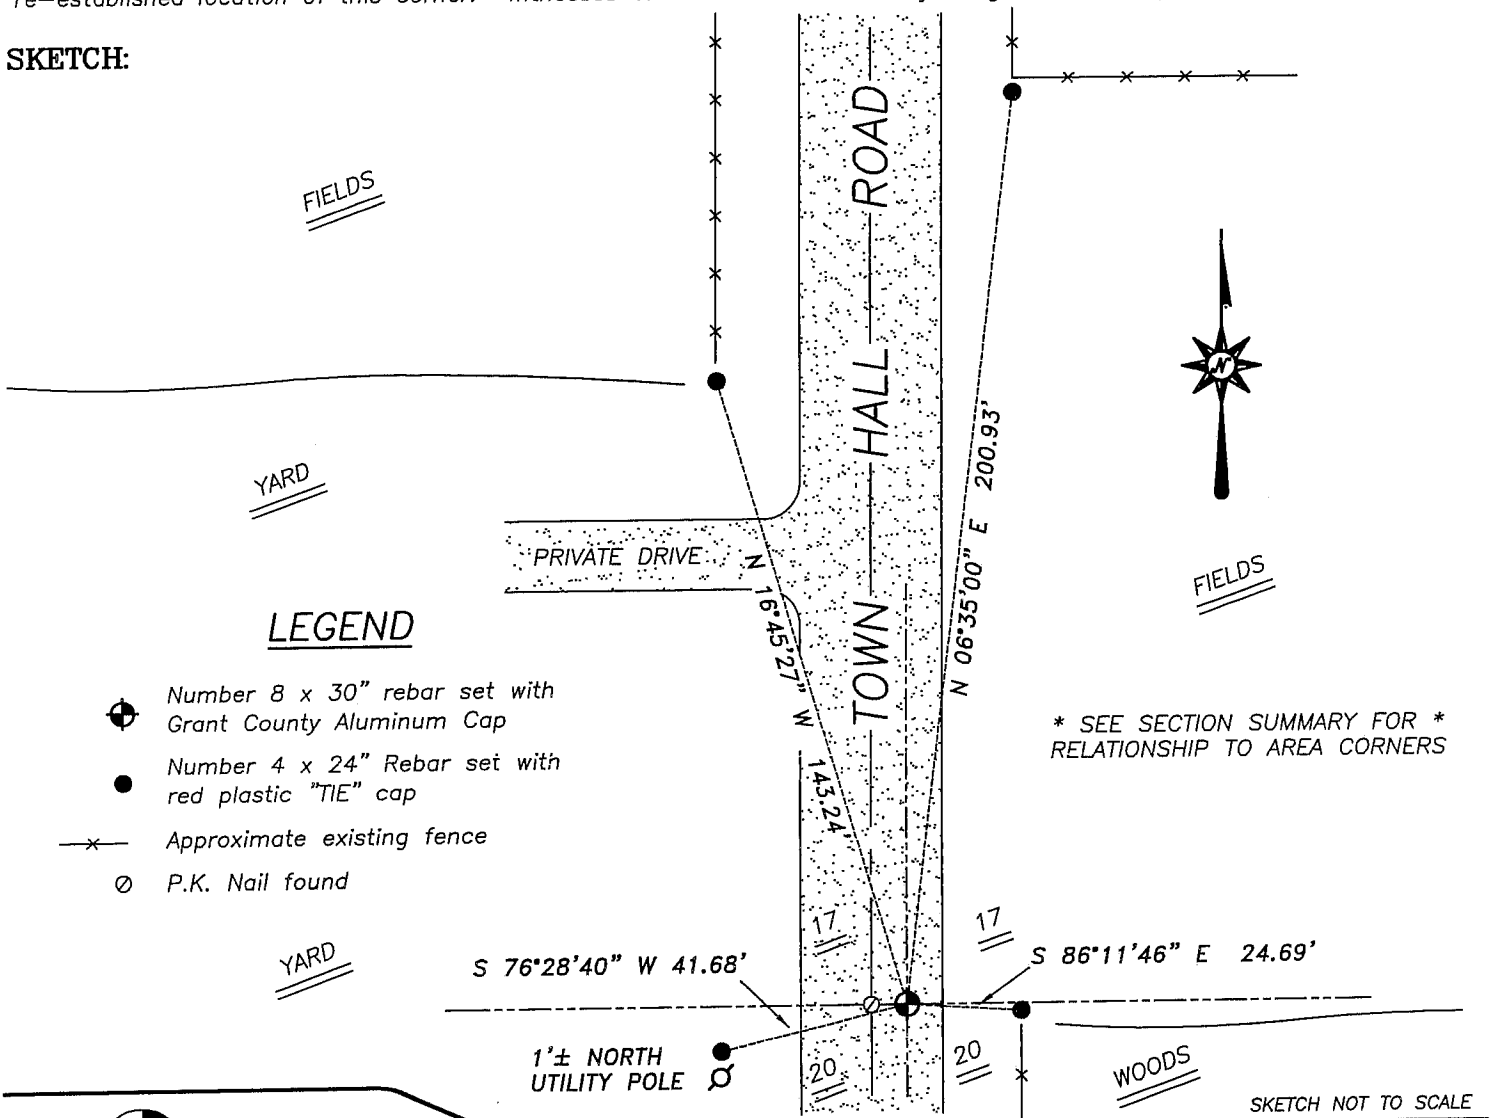 SKETCH:
FIELDS
YARD
PRIVATE DRIVE
TOWN HALL ROAD
N 16°45'27" W 143.24'
N 06°35'00" E 200.93'
N
FIELDS
LEGEND
Number 8 x 30" rebar set with
Grant County Aluminum Cap
Number 4 x 24" Rebar set with
red plastic "TIE" cap
Approximate existing fence
P.K. Nail found
* SEE SECTION SUMMARY FOR *
RELATIONSHIP TO AREA CORNERS
YARD
17
17
S 76°28'40" W 41.68'
S 86°11'46" E 24.69'
1'± NORTH
UTILITY POLE
20
20
WOODS
SKETCH NOT TO SCALE